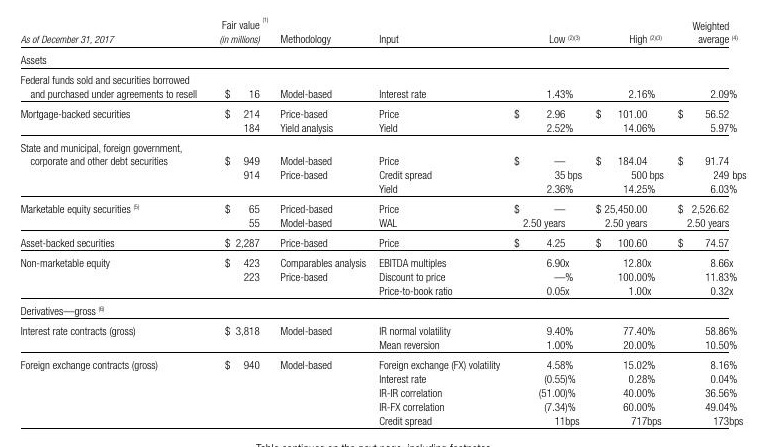 Fair value (1) Weighted
As of December 31, 2017 (in millions) Methodology Input Low (2)(3) High (2)(3) average (4)
Assets
Federal funds sold and securities borrowed
and purchased under agreements to resell $ 16 Model-based Interest rate 1.43% 2.16% 2.09%
Mortgage-backed securities $ 214 Price-based Price $ 2.96 $ 101.00 $ 56.52
184 Yield analysis Yield 2.52% 14.06% 5.97%
State and municipal, foreign government,
corporate and other debt securities $ 949 Model-based Price $ — $ 184.04 $ 91.74
914 Price-based Credit spread 35 bps 500 bps 249 bps
Yield 2.36% 14.25% 6.03%
Marketable equity securities (5) $ 65 Priced-based Price $ — $ 25,450.00 $ 2,526.62
55 Model-based WAL 2.50 years 2.50 years 2.50 years
Asset-backed securities $ 2,287 Price-based Price $ 4.25 $ 100.60 $ 74.57
Non-marketable equity $ 423 Comparables analysis EBITDA multiples 6.90x 12.80x 8.66x
223 Price-based Discount to price —% 100.00% 11.83%
Price-to-book ratio 0.05x 1.00x 0.32x
Derivatives—gross (6)
Interest rate contracts (gross) $ 3,818 Model-based IR normal volatility 9.40% 77.40% 58.86%
Mean reversion 1.00% 20.00% 10.50%
Foreign exchange contracts (gross) $ 940 Model-based Foreign exchange (FX) volatility 4.58% 15.02% 8.16%
Interest rate (0.55)% 0.28% 0.04%
IR-IR correlation (51.00)% 40.00% 36.56%
IR-FX correlation (7.34)% 60.00% 49.04%
Credit spread 11bps 717bps 173bps